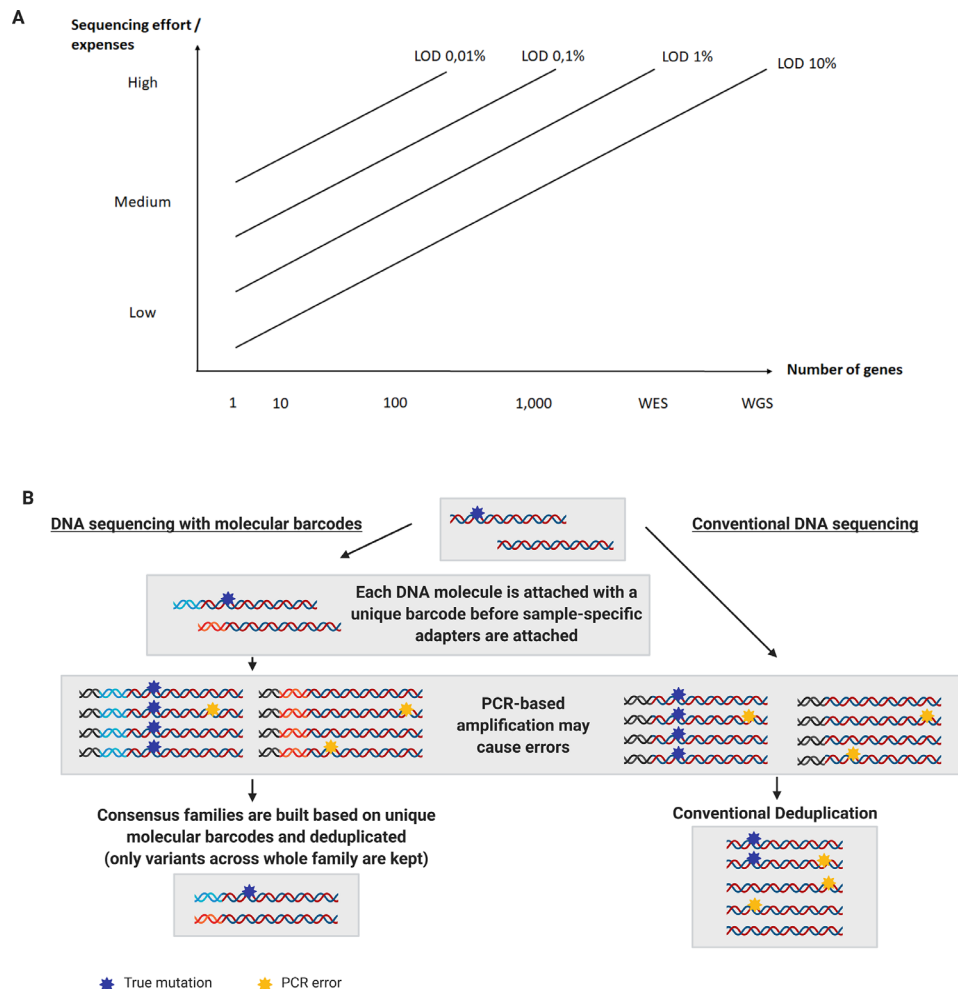 A
Sequencing effort /
expenses
LOD 0,01%
LOD 0,1%
LOD 1%
LOD 10%
High
Medium
Low
Number of genes
1
10
100
1,000
WES
WGS
B
DNA sequencing with molecular barcodes
Conventional DNA sequencing
Each DNA molecule is attached with a
unique barcode before sample-specific
adapters are attached
PCR-based
amplification may
cause errors
Consensus families are built based on unique
molecular barcodes and deduplicated
(only variants across whole family are kept)
Conventional Deduplication
True mutation
PCR error